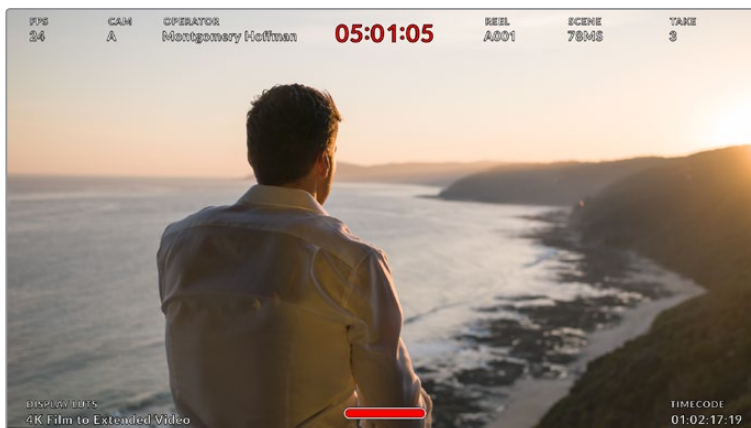 FPS
24
CAM
A
OPERATOR
Montgomery Hoffman
05:01:05
REEL
A001
SCENE
78MS
TAKE
3
DISPLAY LUTS
4K Film to Extended Video
TIMECODE
01:02:17:19